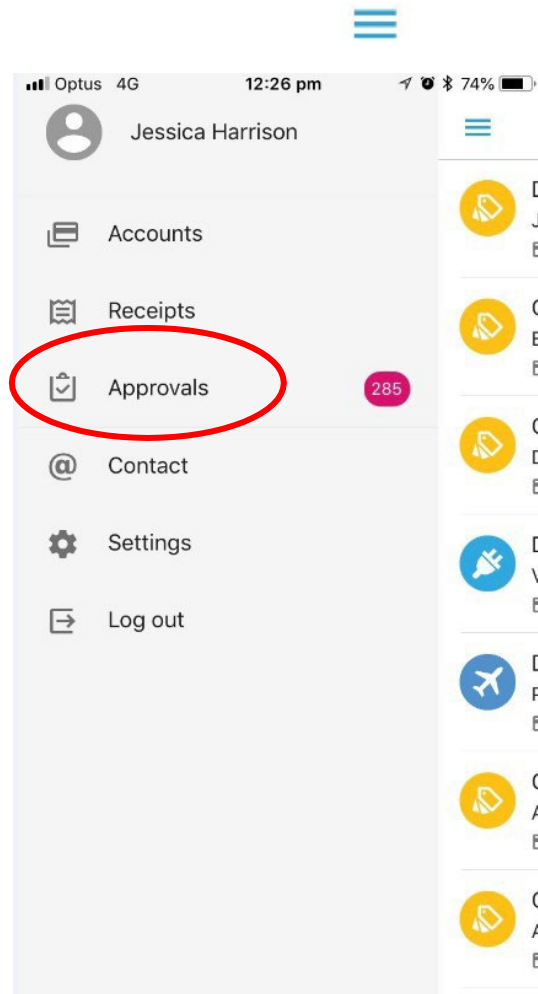 Optus 4G 12:26 pm 74%
Jessica Harrison
Accounts
Receipts
Approvals 285
@ Contact
Settings
Log out